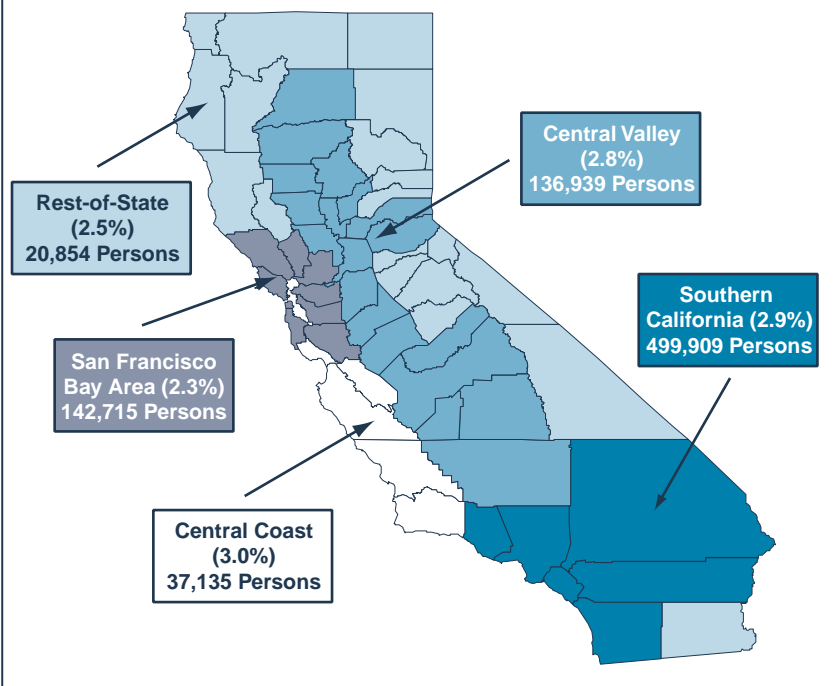 Central Valley
(2.8%)
136,939 Persons
Rest-of-State
(2.5%)
20,854 Persons
Southern
California (2.9%)
499,909 Persons
San Francisco
Bay Area (2.3%)
142,715 Persons
Central Coast
(3.0%)
37,135 Persons